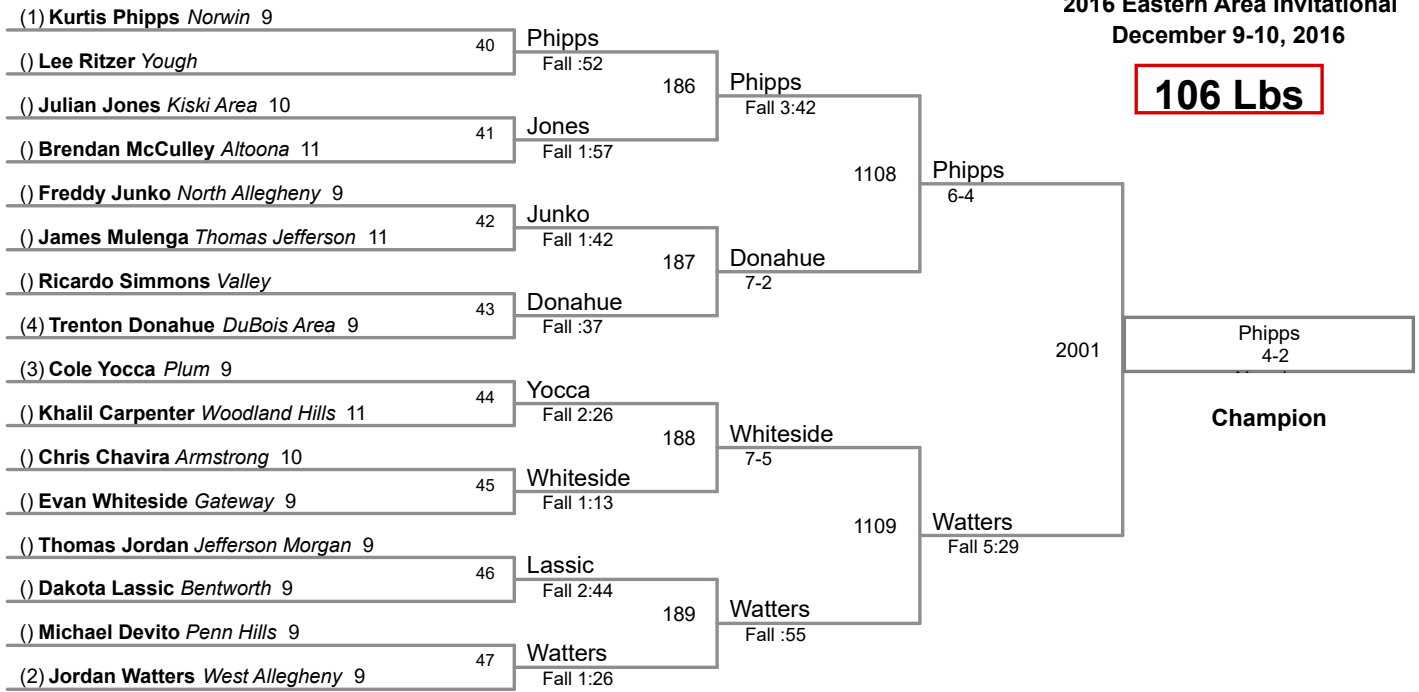 2016 Eastern Area Invitational
December 9-10, 2016
106 Lbs
(1) Kurtis Phipps Norwin 9
() Lee Ritzer Yough
() Julian Jones Kiski Area 10
() Brendan McCulley Altoona 11
() Freddy Junko North Allegheny 9
() James Mulenga Thomas Jefferson 11
() Ricardo Simmons Valley
(4) Trenton Donahue DuBois Area 9
(3) Cole Yocca Plum 9
() Khalil Carpenter Woodland Hills 11
() Chris Chavira Armstrong 10
() Evan Whiteside Gateway 9
() Thomas Jordan Jefferson Morgan 9
() Dakota Lassic Bentworth 9
() Michael Devito Penn Hills 9
(2) Jordan Watters West Allegheny 9
40
Phipps
Fall :52
41
Jones
Fall 1:57
42
Junko
Fall 1:42
43
Donahue
Fall :37
44
Yocca
Fall 2:26
45
Whiteside
Fall 1:13
46
Lassic
Fall 2:44
47
Watters
Fall 1:26
186
Phipps
Fall 3:42
187
Donahue
7-2
188
Whiteside
7-5
189
Watters
Fall :55
1108
Phipps
6-4
1109
Watters
Fall 5:29
2001
Phipps
4-2
Champion